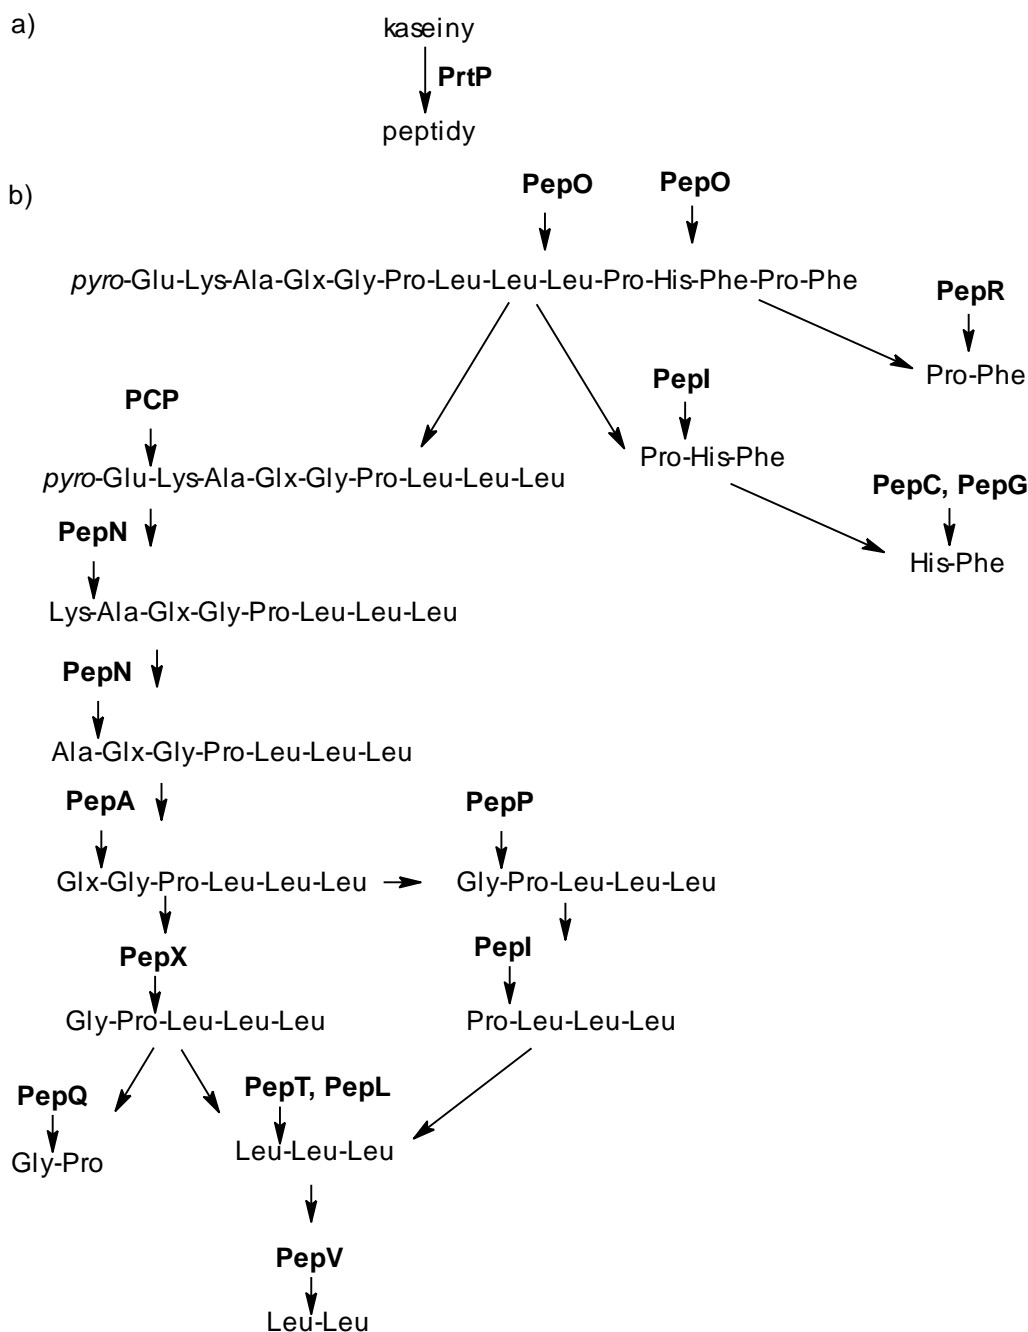 a)
kaseiny
PrtP
peptidy
b)
PepO PepO
pyro-Glu-Lys-Ala-Glx-Gly-Pro-Leu-Leu-Leu-Pro-His-Phe-Pro-Phe
PepR
Pro-Phe
PepI
PCP
Pro-His-Phe
pyro-Glu-Lys-Ala-Glx-Gly-Pro-Leu-Leu-Leu
PepC, PepG
PepN
His-Phe
Lys-Ala-Glx-Gly-Pro-Leu-Leu-Leu
PepN
Ala-Glx-Gly-Pro-Leu-Leu-Leu
PepA PepP
Glx-Gly-Pro-Leu-Leu-Leu Gly-Pro-Leu-Leu-Leu
PepX PepI
Gly-Pro-Leu-Leu-Leu Pro-Leu-Leu-Leu
PepQ PepT, PepL
Gly-Pro Leu-Leu-Leu
PepV
Leu-Leu